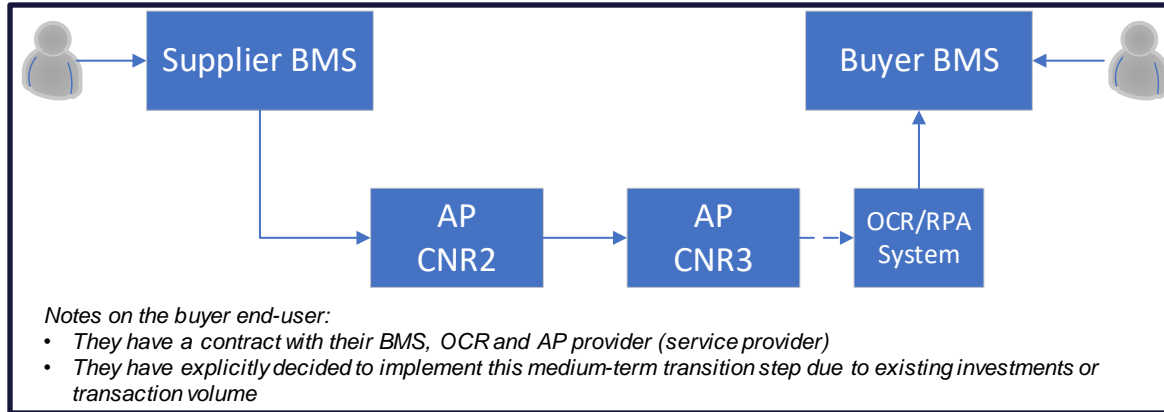 Supplier BMS
Buyer BMS
AP
CNR2
AP
CNR3
OCR/RPA
System
Notes on the buyer end-user:
• They have a contract with their BMS, OCR and AP provider (service provider)
• They have explicitly decided to implement this medium-term transition step due to existing investments or
transaction volume